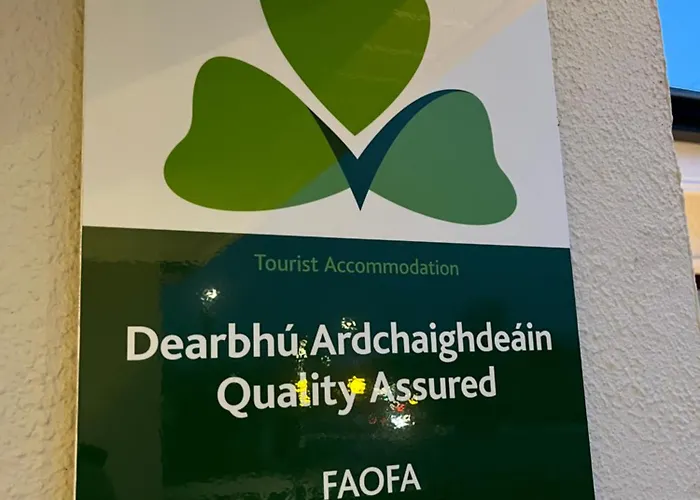 Tourist Accommodation
Dearbhú Ardchaighdeáin
Quality Assured
FAOFA